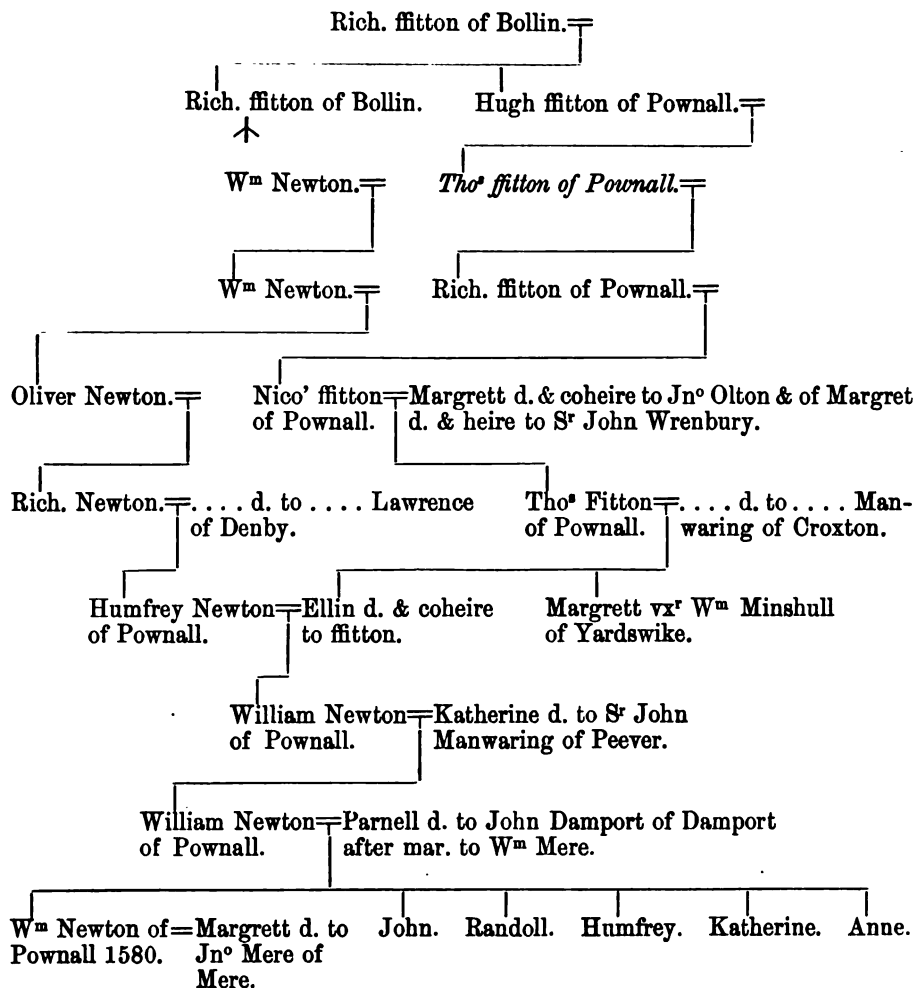 Rich. ffitton of Bollin.
Rich. ffitton of Bollin. Hugh ffitton of Pownall.
Wᵐ Newton. Thoˢ ffitton of Pownall.
Wᵐ Newton. Rich. ffitton of Pownall.
Oliver Newton. Nico' ffitton Margrett d. & coheire to Jnᵒ Olton & of Margret
of Pownall. d. & heire to Sʳ John Wrenbury.
Rich. Newton. .... d. to .... Lawrence Thoˢ Fitton .... d. to .... Man-
of Denby. of Pownall. waring of Croxton.
Humfrey Newton Ellin d. & coheire Margrett vxʳ Wᵐ Minshull
of Pownall. to ffitton. of Yardswike.
William Newton Katherine d. to Sʳ John
of Pownall. Manwaring of Peever.
William Newton Parnell d. to John Damport of Damport
of Pownall. after mar. to Wᵐ Mere.
Wᵐ Newton of = Margrett d. to John. Randoll. Humfrey. Katherine. Anne.
Pownall 1580. Jnᵒ Mere of
Mere.